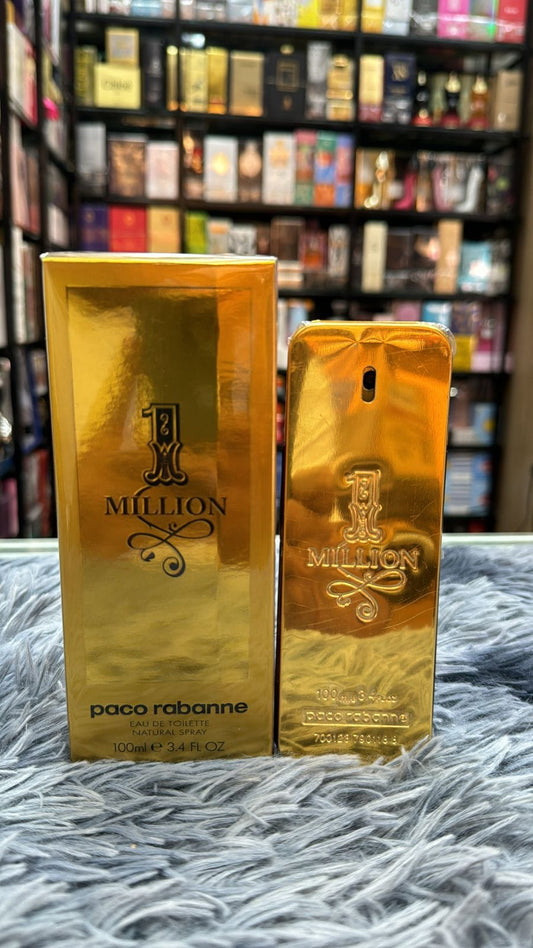 1
MILLION
paco rabanne
EAU DE TOILETTE
NATURAL SPRAY
100ml e 3.4 FL OZ
1
MILLION
paco rabanne